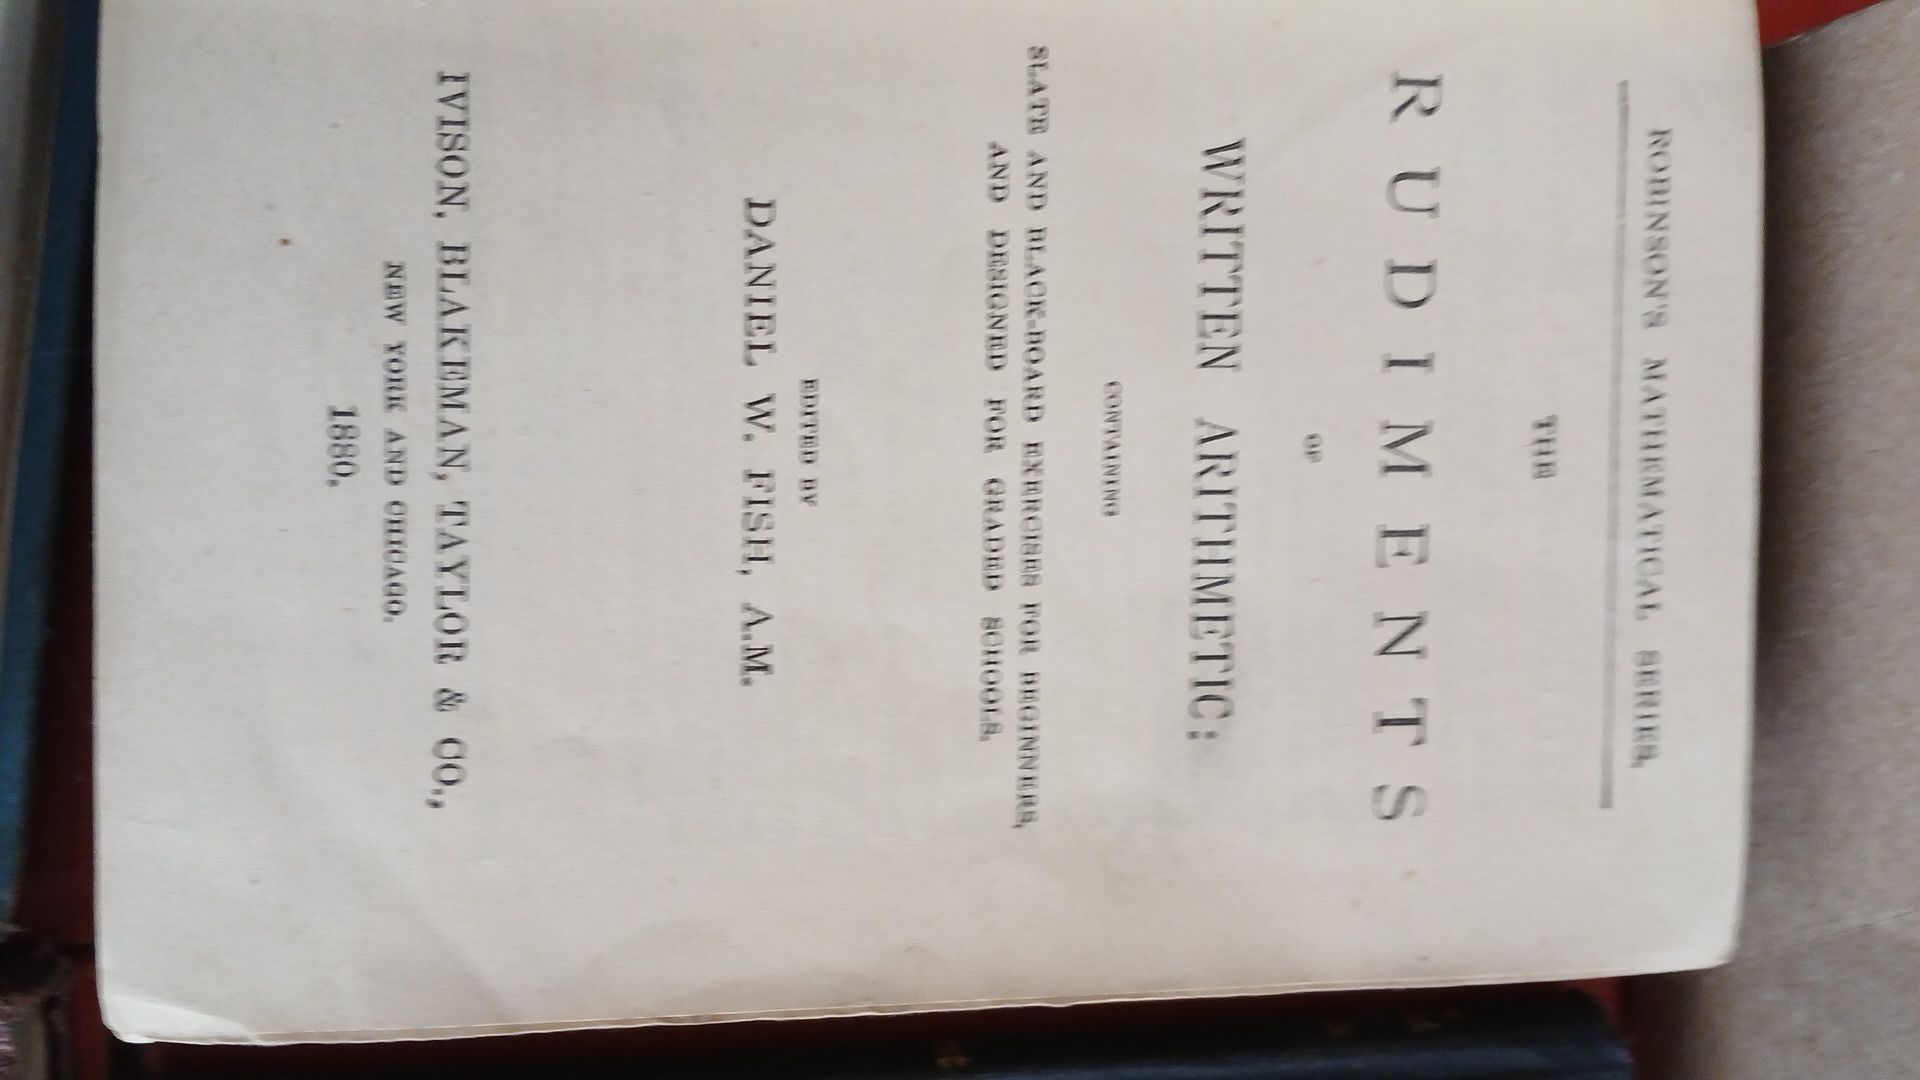 ROBINSON'S MATHEMATICAL SERIES.
THE
RUDIMENTS
OF
WRITTEN ARITHMETIC:
CONTAINING
SLATE AND BLACK-BOARD EXERCISES FOR BEGINNERS,
AND DESIGNED FOR GRADED SCHOOLS.
EDITED BY
DANIEL W. FISH, A.M.
IVISON, BLAKEMAN, TAYLOR & CO.,
NEW YORK AND CHICAGO.
1880.